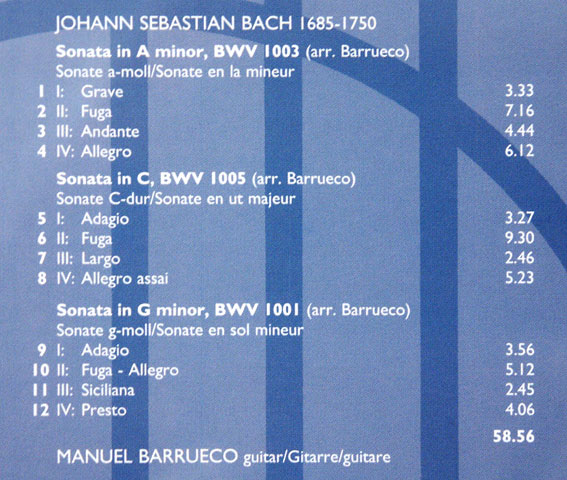 JOHANN SEBASTIAN BACH 1685-1750
Sonata in A minor, BWV 1003 (arr. Barrueco)
Sonate a-moll/Sonate en la mineur
1 I: Grave 3.33
2 II: Fuga 7.16
3 III: Andante 4.44
4 IV: Allegro 6.12
Sonata in C, BWV 1005 (arr. Barrueco)
Sonate C-dur/Sonate en ut majeur
5 I: Adagio 3.27
6 II: Fuga 9.30
7 III: Largo 2.46
8 IV: Allegro assai 5.23
Sonata in G minor, BWV 1001 (arr. Barrueco)
Sonate g-moll/Sonate en sol mineur
9 I: Adagio 3.56
10 II: Fuga - Allegro 5.12
11 III: Siciliana 2.45
12 IV: Presto 4.06
58.56
MANUEL BARRUECO guitar/Gitarre/guitare